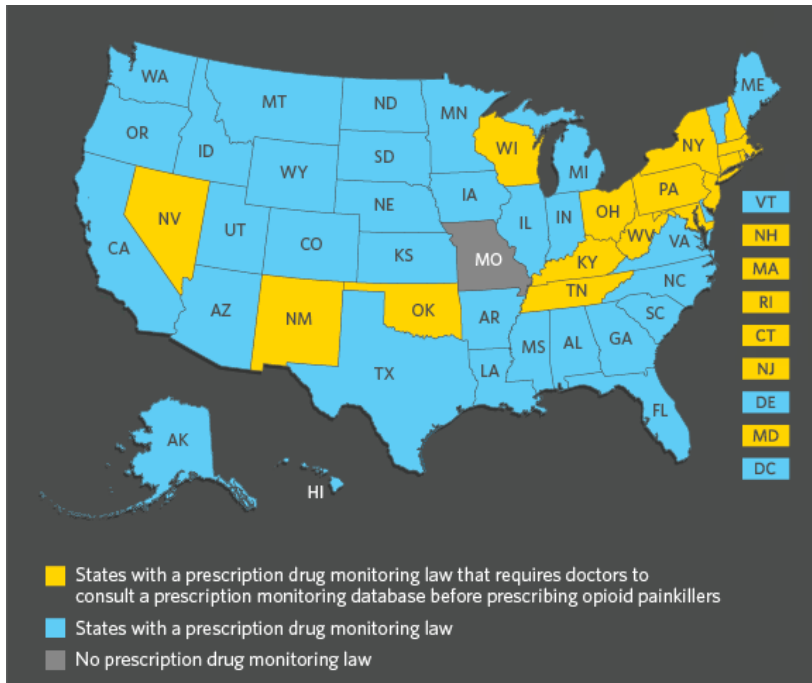 WA
MT
ND
MN
ME
OR
ID
SD
WI
NY
WY
MI
IA
PA
NE
NV
OH
IL
IN
UT
CO
WV
VA
CA
KS
MO
KY
NC
TN
AZ
NM
OK
AR
SC
MS
AL
GA
TX
LA
FL
AK
HI
VT
NH
MA
RI
CT
NJ
DE
MD
DC
States with a prescription drug monitoring law that requires doctors to
consult a prescription monitoring database before prescribing opioid painkillers
States with a prescription drug monitoring law
No prescription drug monitoring law